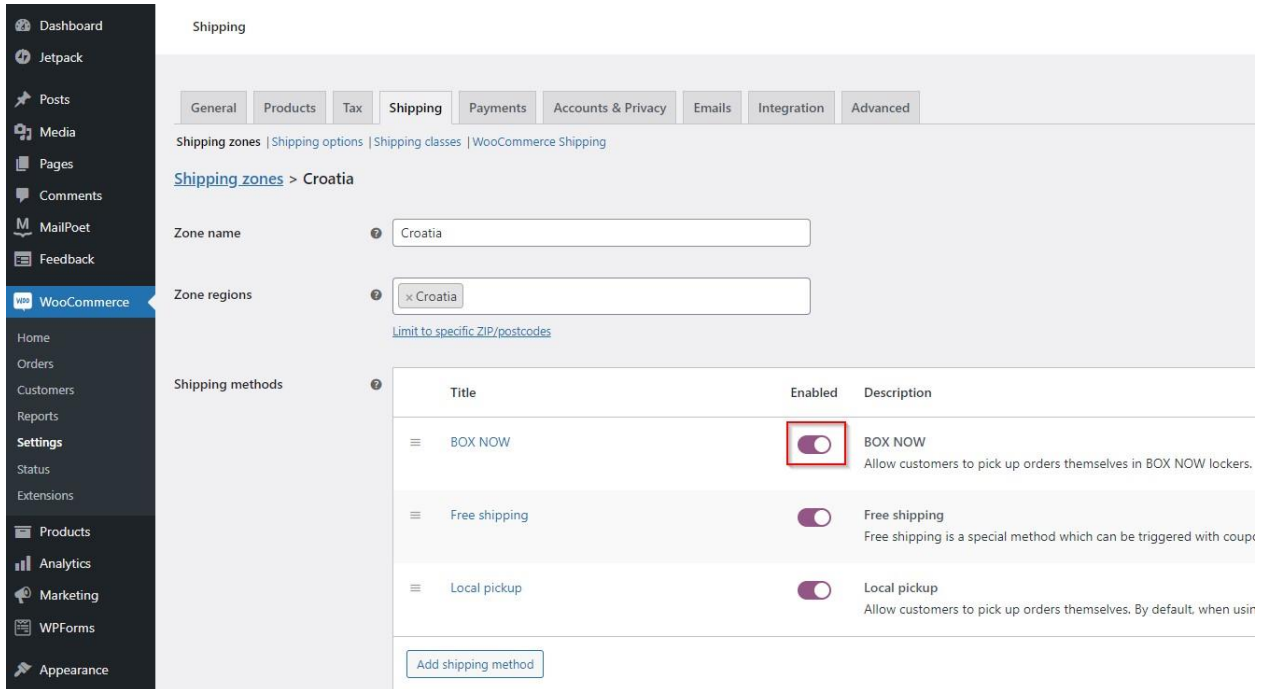 Dashboard
Jetpack
Posts
Media
Pages
Comments
M MailPoet
Feedback
Woo WooCommerce
Home
Orders
Customers
Reports
Settings
Status
Extensions
Products
Analytics
Marketing
WPForms
Appearance
Shipping
General Products Tax Shipping Payments Accounts & Privacy Emails Integration Advanced
Shipping zones | Shipping options | Shipping classes | WooCommerce Shipping
Shipping zones > Croatia
Zone name ? Croatia
Zone regions ? × Croatia
Limit to specific ZIP/postcodes
Shipping methods ? Title Enabled Description
BOX NOW BOX NOW
Allow customers to pick up orders themselves in BOX NOW lockers.
Free shipping Free shipping
Free shipping is a special method which can be triggered with
Local pickup Local pickup
Allow customers to pick up orders themselves. By default, when
Add shipping method